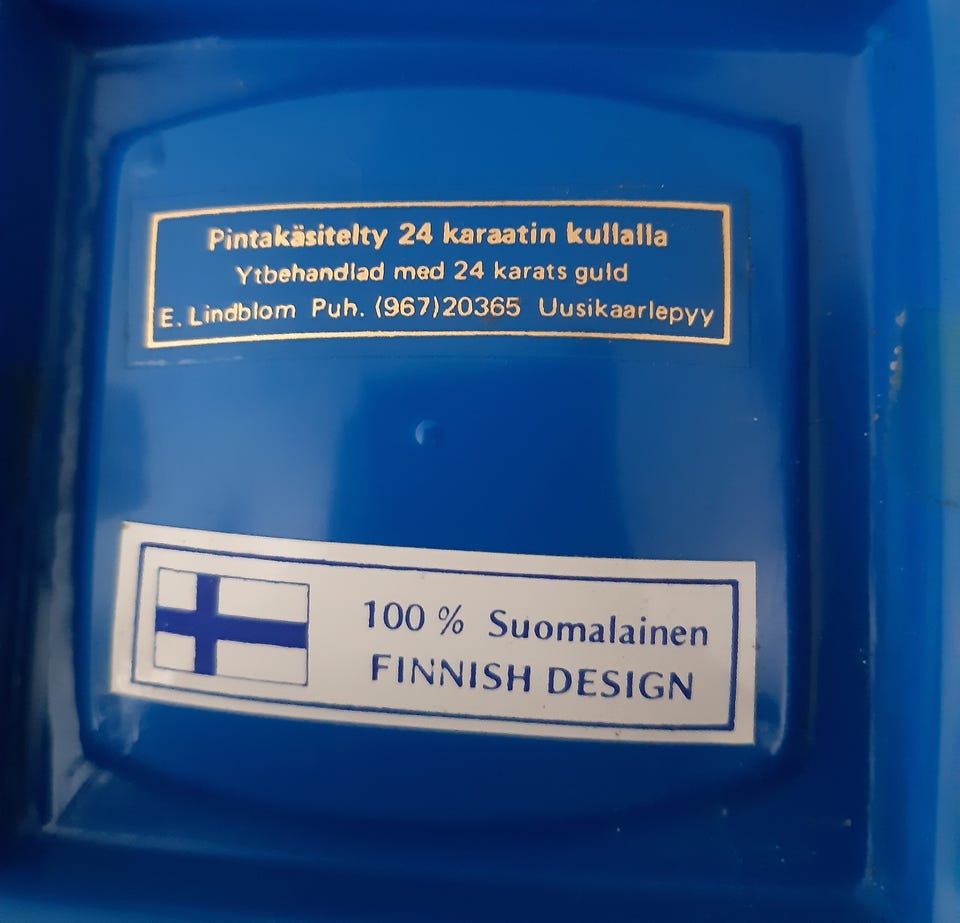 Pintakäsitelty 24 karaatin kullalla
Ytbehandlad med 24 karats guld
E. Lindblom Puh. (967)20365 Uusikaarlepyy
100 % Suomalainen
FINNISH DESIGN